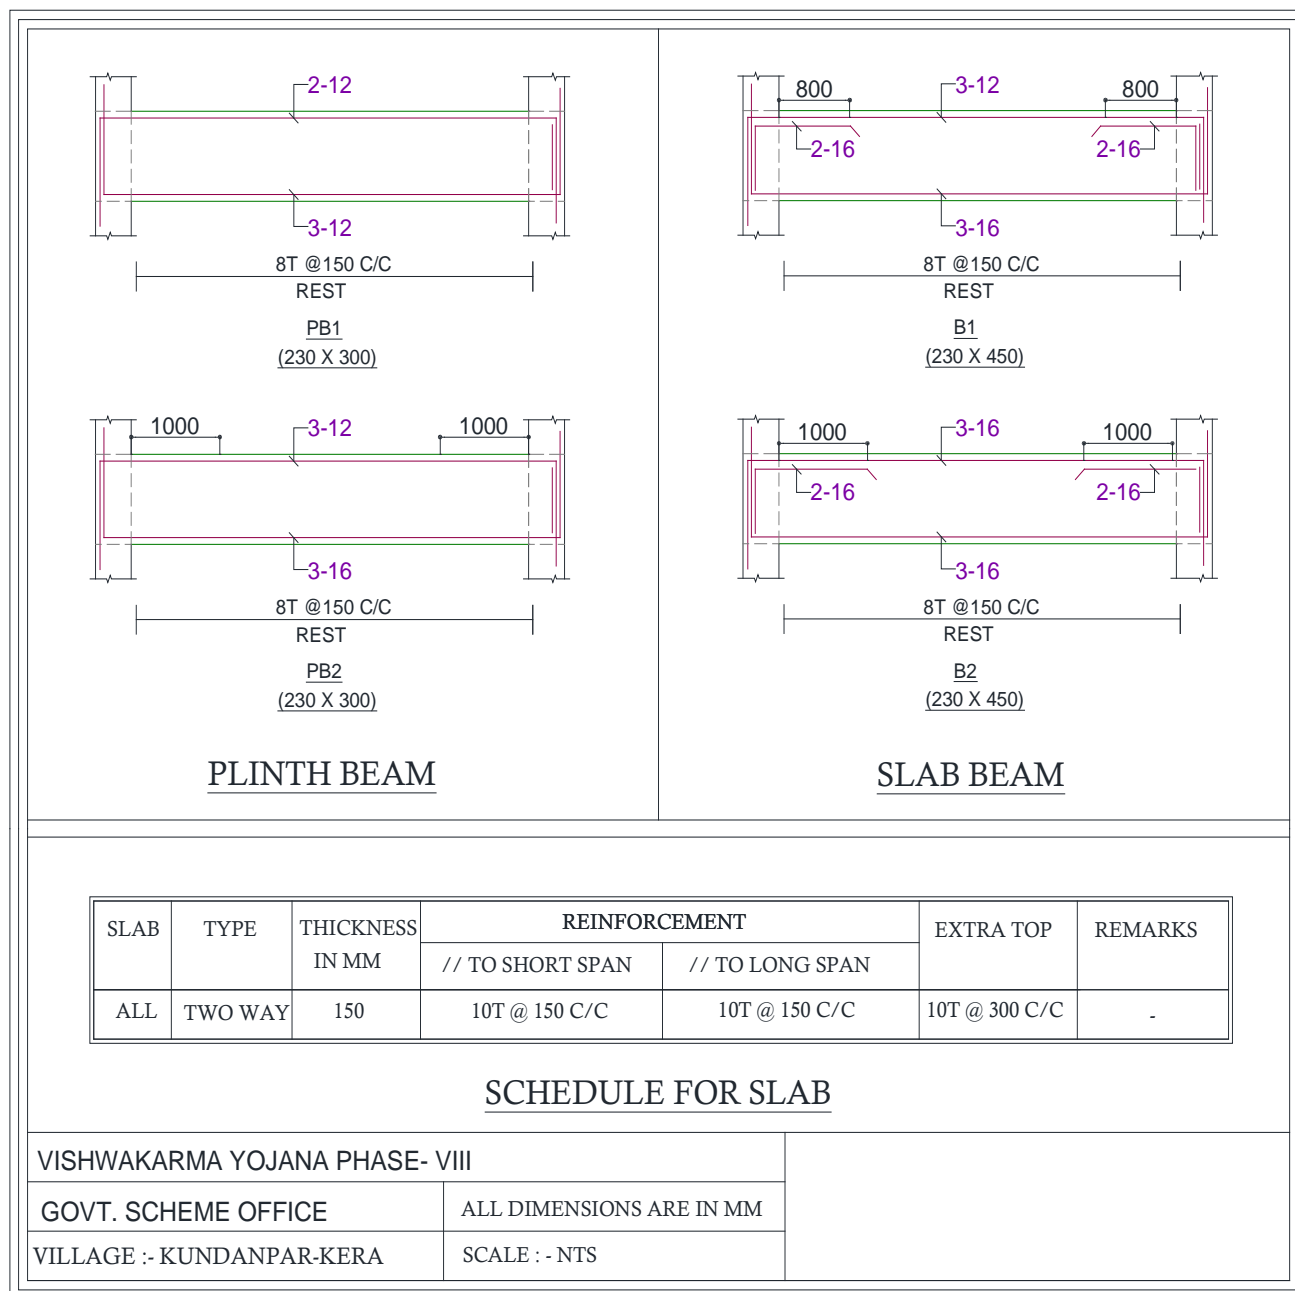 2-12
3-12
8T @150 C/C
REST
PB1
(230 X 300)
800
3-12
800
2-16
2-16
3-16
8T @150 C/C
REST
B1
(230 X 450)
1000
3-12
1000
3-16
8T @150 C/C
REST
PB2
(230 X 300)
1000
3-16
1000
2-16
2-16
3-16
8T @150 C/C
REST
B2
(230 X 450)
PLINTH BEAM
SLAB BEAM
SLAB TYPE THICKNESS IN MM REINFORCEMENT EXTRA TOP REMARKS
// TO SHORT SPAN // TO LONG SPAN
ALL TWO WAY 150 10T @ 150 C/C 10T @ 150 C/C 10T @ 300 C/C -
SCHEDULE FOR SLAB
VISHWAKARMA YOJANA PHASE- VIII
GOVT. SCHEME OFFICE
ALL DIMENSIONS ARE IN MM
VILLAGE :- KUNDANPAR-KERA
SCALE : - NTS